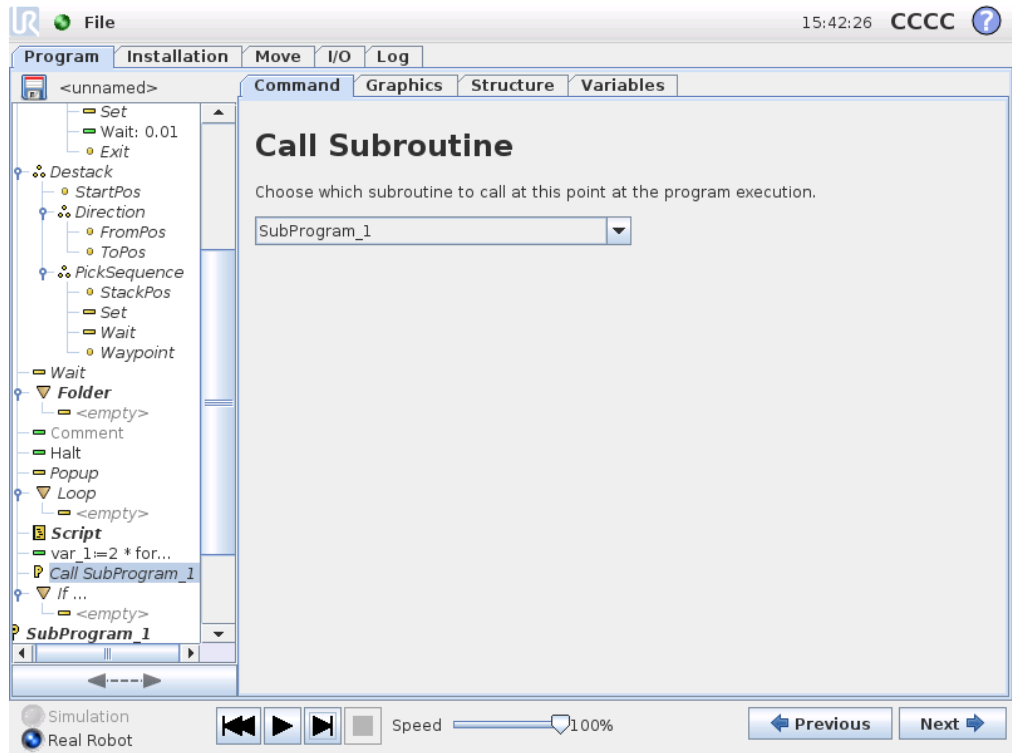 UR File 15:42:26 CCCC ?
Program Installation Move I/O Log
<unnamed>
Command Graphics Structure Variables
Set
Wait: 0.01
Exit
Destack
StartPos
Direction
FromPos
ToPos
PickSequence
StackPos
Set
Wait
Waypoint
Wait
Folder
<empty>
Comment
Halt
Popup
Loop
<empty>
Script
var_1:=2 * for...
Call SubProgram_1
If ...
<empty>
SubProgram_1
Call Subroutine
Choose which subroutine to call at this point at the program execution.
SubProgram_1
Simulation
Real Robot
Speed 100%
Previous Next